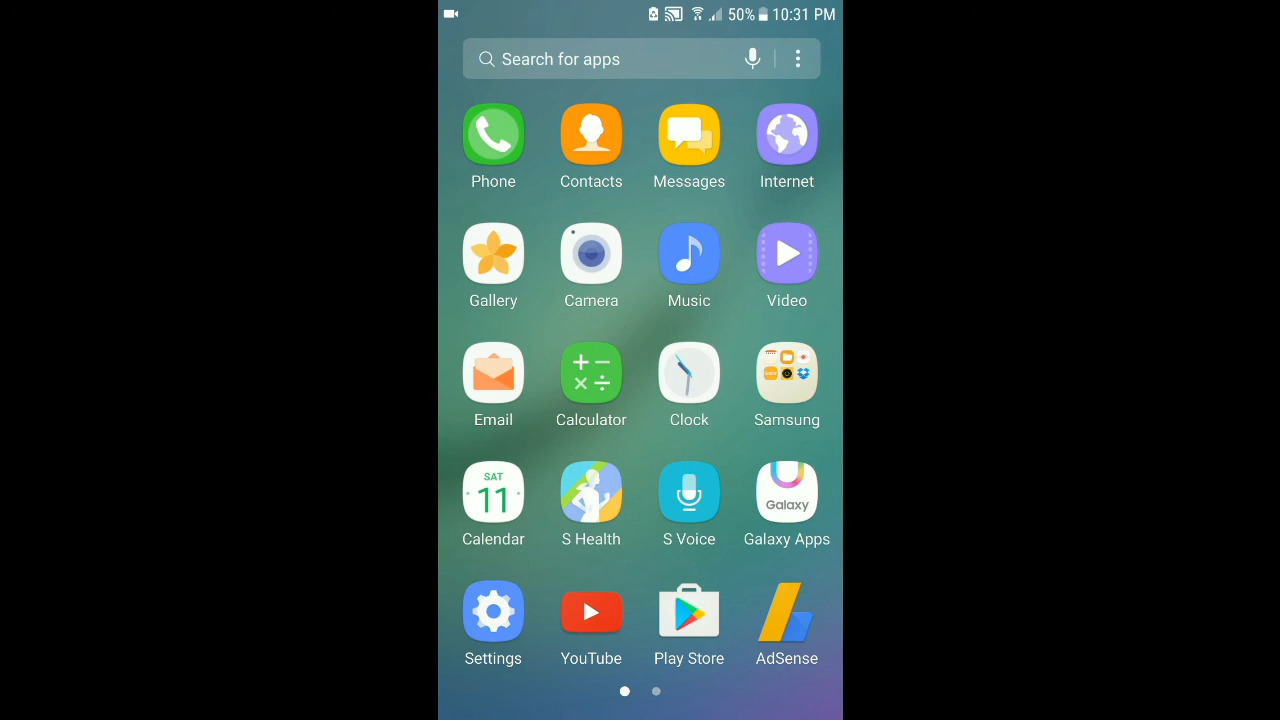 50% 10:31 PM
Search for apps
Phone Contacts Messages Internet
Gallery Camera Music Video
Email Calculator Clock Samsung
SAT
11
Galaxy
Calendar S Health S Voice Galaxy Apps
Settings YouTube Play Store AdSense